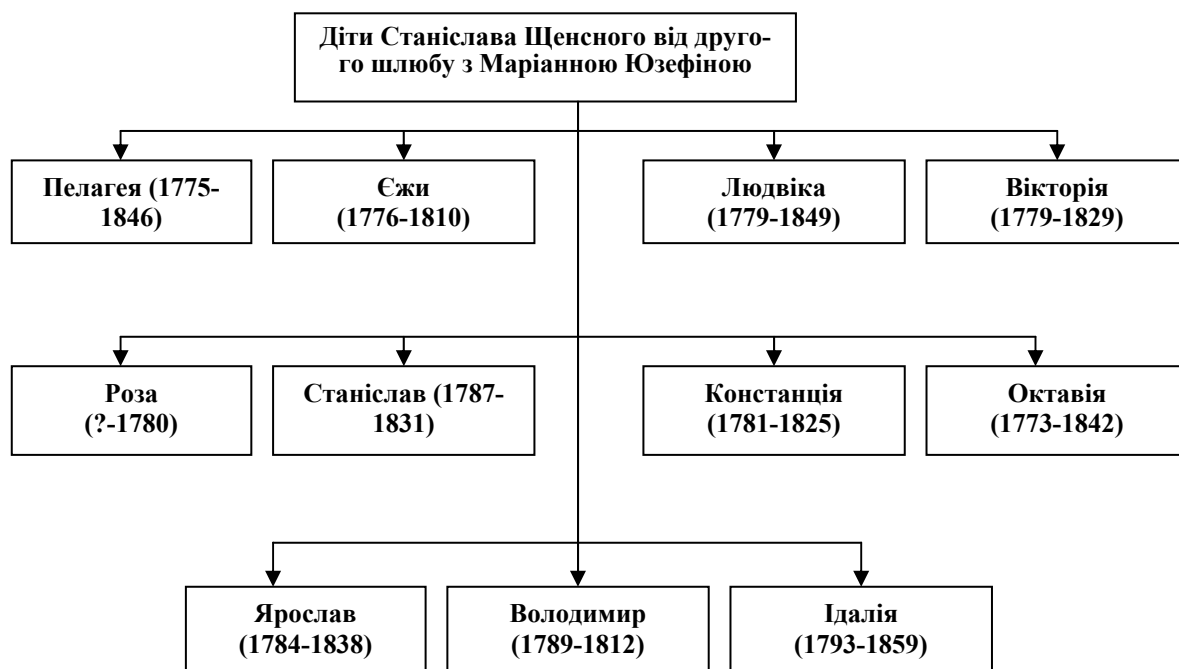 Діти Станіслава Щенсного від друго-
го шлюбу з Маріанною Юзефіною
Пелагея (1775-
1846)
Єжи
(1776-1810)
Людвіка
(1779-1849)
Вікторія
(1779-1829)
Роза
(?-1780)
Станіслав (1787-
1831)
Констанція
(1781-1825)
Октавія
(1773-1842)
Ярослав
(1784-1838)
Володимир
(1789-1812)
Ідалія
(1793-1859)